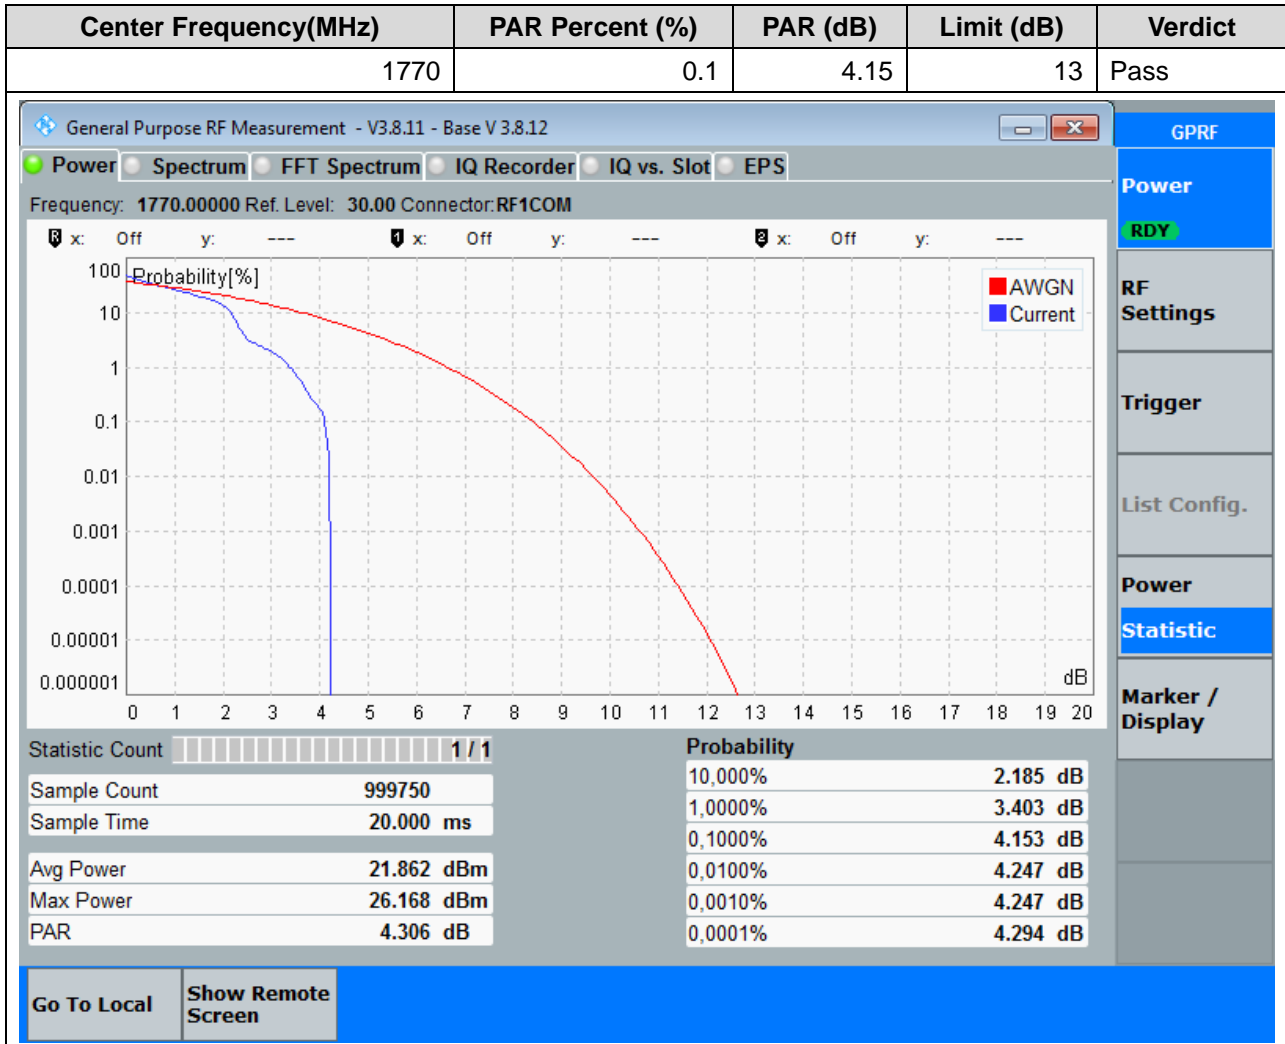 Center Frequency(MHz) PAR Percent (%) PAR (dB) Limit (dB) Verdict
1770 0.1 4.15 13 Pass
General Purpose RF Measurement - V3.8.11 - Base V 3.8.12
GPRF
Power Spectrum FFT Spectrum IQ Recorder IQ vs. Slot EPS
Frequency: 1770.00000 Ref. Level: 30.00 Connector: RF1COM
R x: Off y: --- 1 x: Off y: --- 2 x: Off y: ---
Probability[%]
AWGN
Current
100
10
1
0.1
0.01
0.001
0.0001
0.00001
0.000001
dB
0 1 2 3 4 5 6 7 8 9 10 11 12 13 14 15 16 17 18 19 20
Statistic Count 1 / 1
Sample Count 999750
Sample Time 20.000 ms
Avg Power 21.862 dBm
Max Power 26.168 dBm
PAR 4.306 dB
Probability
10,000% 2.185 dB
1,0000% 3.403 dB
0,1000% 4.153 dB
0,0100% 4.247 dB
0,0010% 4.247 dB
0,0001% 4.294 dB
Power
RDY
RF
Settings
Trigger
List Config.
Power
Statistic
Marker /
Display
Go To Local
Show Remote
Screen